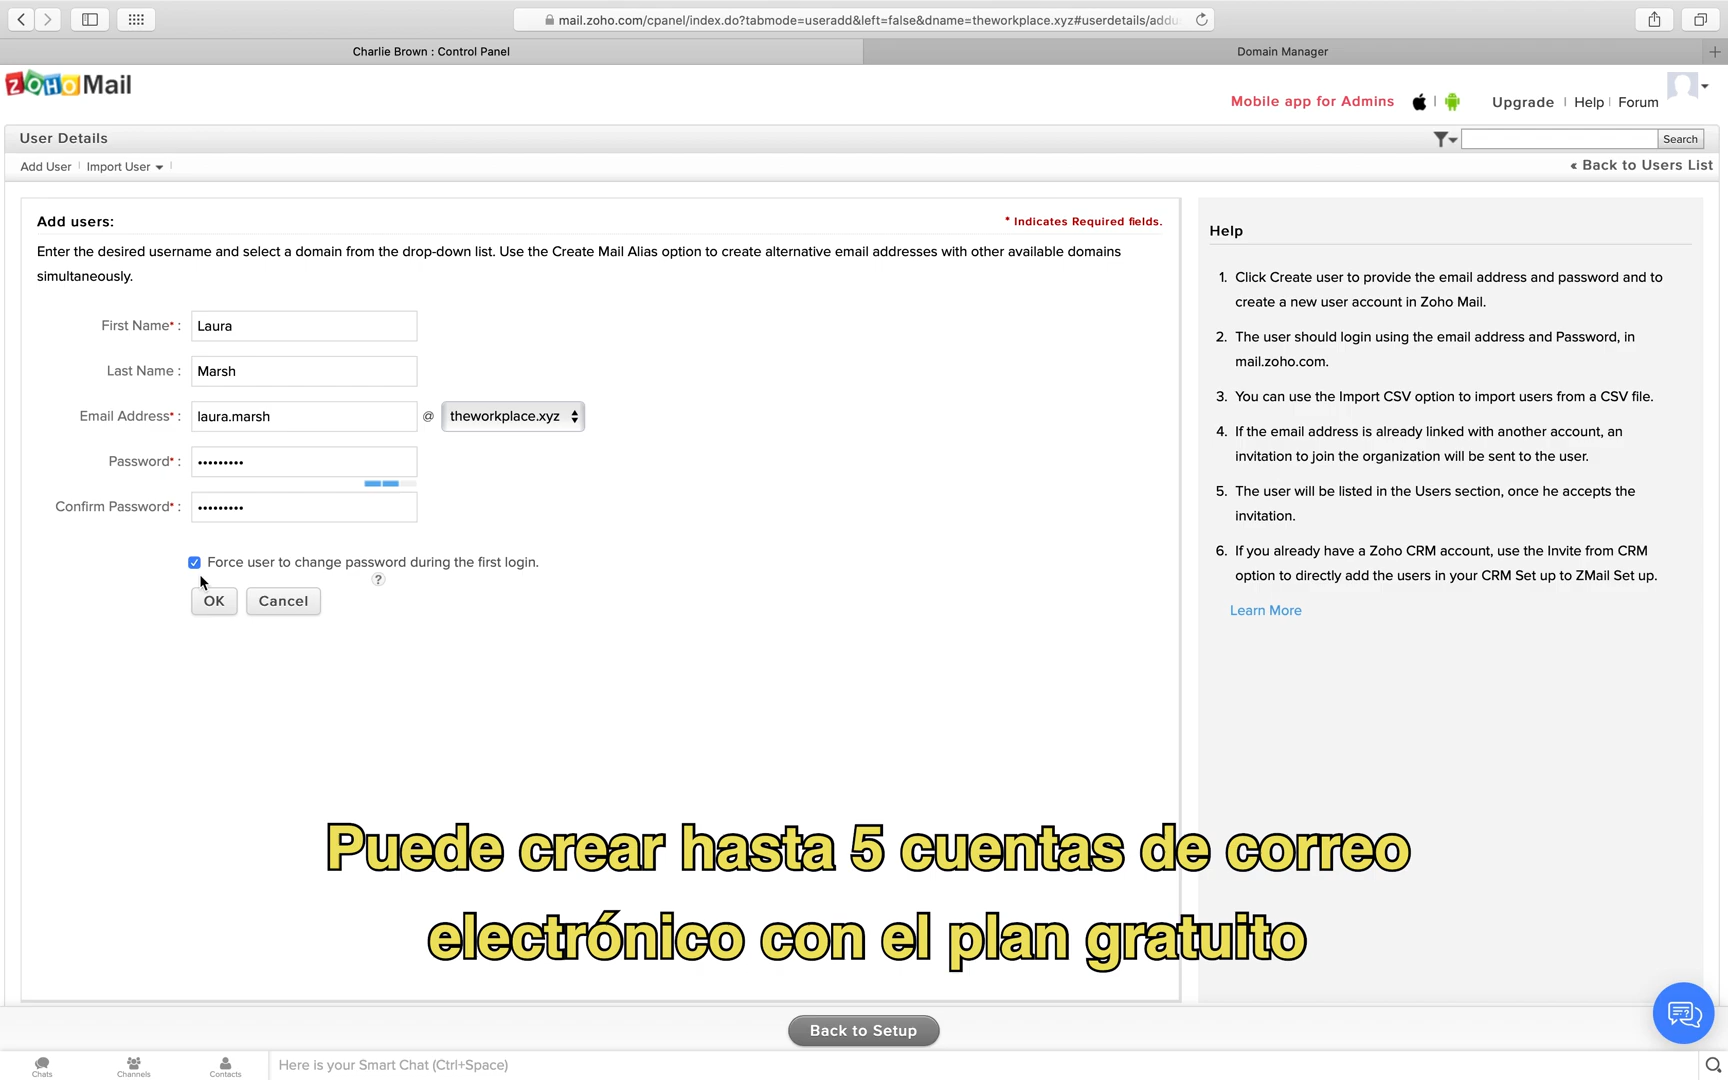 mail.zoho.com/cpanel/index.do?tabmode=useradd&left=false&dname=theworkplace.xyz#userdetails/addu
Charlie Brown : Control Panel
Domain Manager
ZOHO Mail
Mobile app for Admins
Upgrade
Help
Forum
User Details
Search
Add User
Import User
« Back to Users List
Add users:
* Indicates Required fields.
Enter the desired username and select a domain from the drop-down list. Use the Create Mail Alias option to create alternative email addresses with other available domains
simultaneously.
First Name* : Laura
Last Name : Marsh
Email Address* : laura.marsh @ theworkplace.xyz
Password* : •••••••••
Confirm Password* : •••••••••
Force user to change password during the first login.
?
OK
Cancel
Help
1. Click Create user to provide the email address and password and to
create a new user account in Zoho Mail.
2. The user should login using the email address and Password, in
mail.zoho.com.
3. You can use the Import CSV option to import users from a CSV file.
4. If the email address is already linked with another account, an
invitation to join the organization will be sent to the user.
5. The user will be listed in the Users section, once he accepts the
invitation.
6. If you already have a Zoho CRM account, use the Invite from CRM
option to directly add the users in your CRM Set up to ZMail Set up.
Learn More
Puede crear hasta 5 cuentas de correo
electrónico con el plan gratuito
Back to Setup
Chats
Channels
Contacts
Here is your Smart Chat (Ctrl+Space)